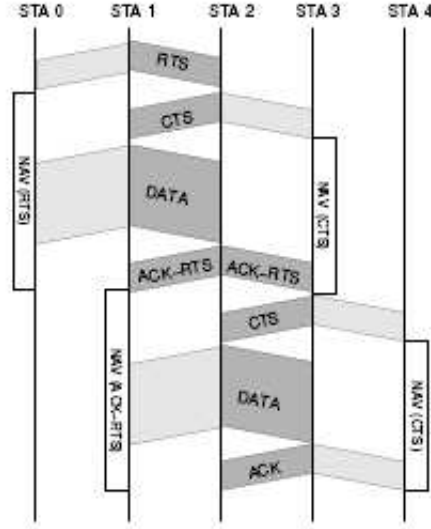 STA 0 STA 1 STA 2 STA 3 STA 4
RTS
CTS
NAV (RTS)
NAV (CTS)
DATA
ACK-RTS ACK-RTS
CTS
NAV (ACK-RTS)
DATA
NAV (CTS)
ACK